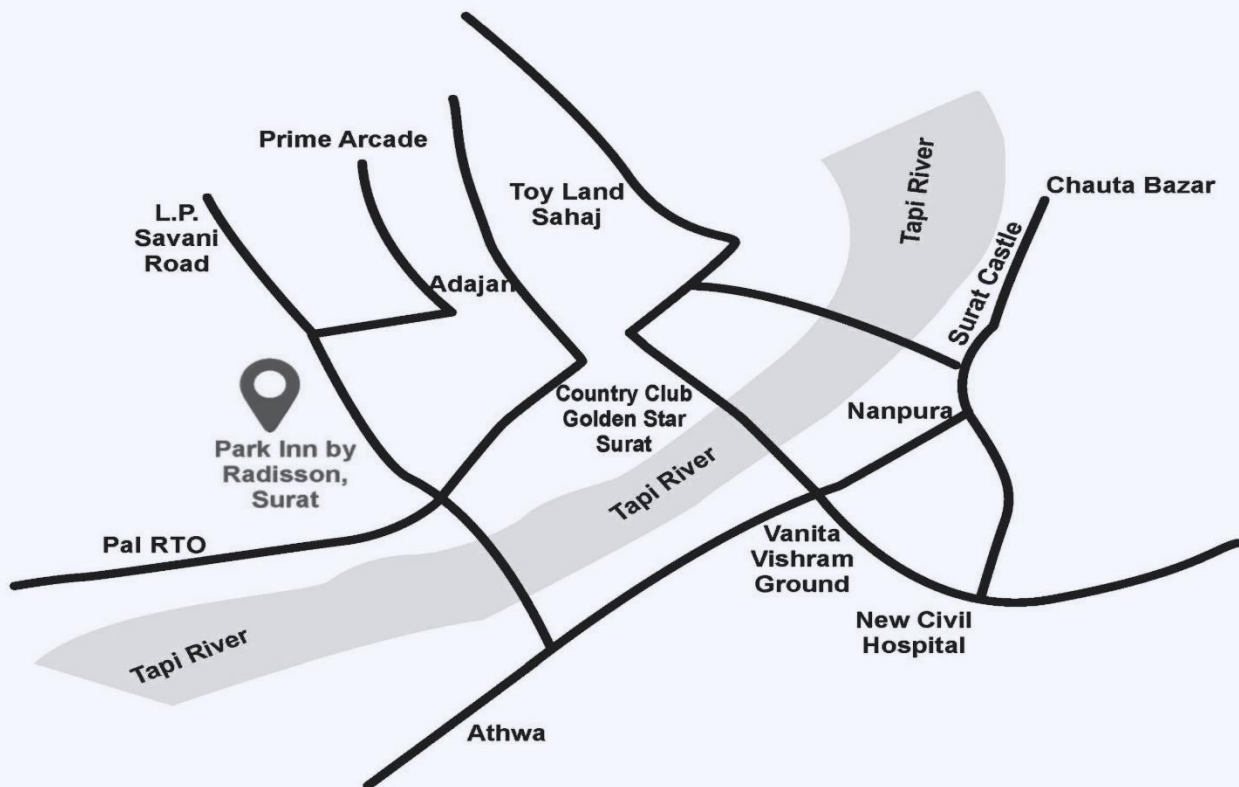 Prime Arcade
L.P.
Savani
Road
Toy Land
Sahaj
Adajan
Tapi River
Chauta Bazar
Surat Castle
Park Inn by
Radisson,
Surat
Country Club
Golden Star
Surat
Nanpura
Tapi River
Pal RTO
Vanita
Vishram
Ground
New Civil
Hospital
Tapi River
Athwa